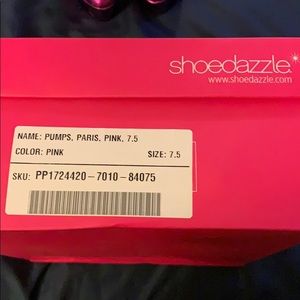 shoedazzle.*
www.shoedazzle.com
NAME: PUMPS, PARIS, PINK, 7.5
COLOR: PINK SIZE: 7.5
SKU: PP1724420-7010-84075